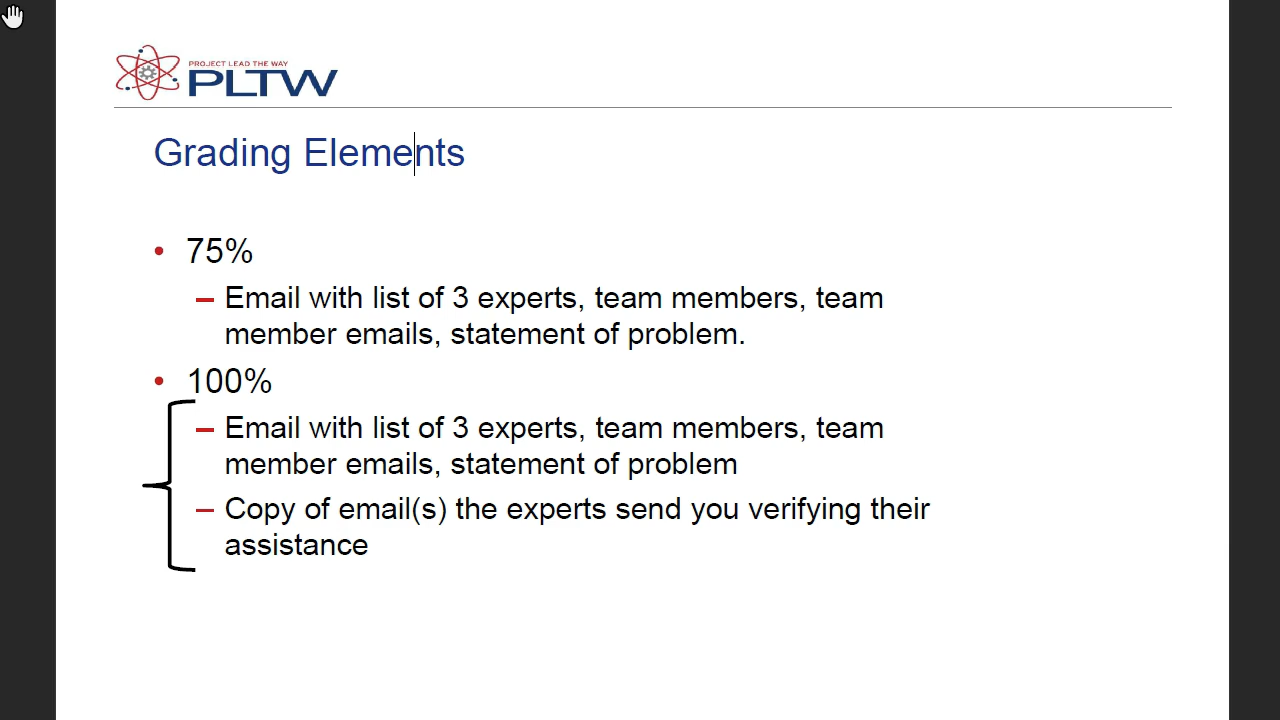 PROJECT LEAD THE WAY
PLTW
Grading Elements
• 75%
– Email with list of 3 experts, team members, team
member emails, statement of problem.
• 100%
– Email with list of 3 experts, team members, team
member emails, statement of problem
– Copy of email(s) the experts send you verifying their
assistance